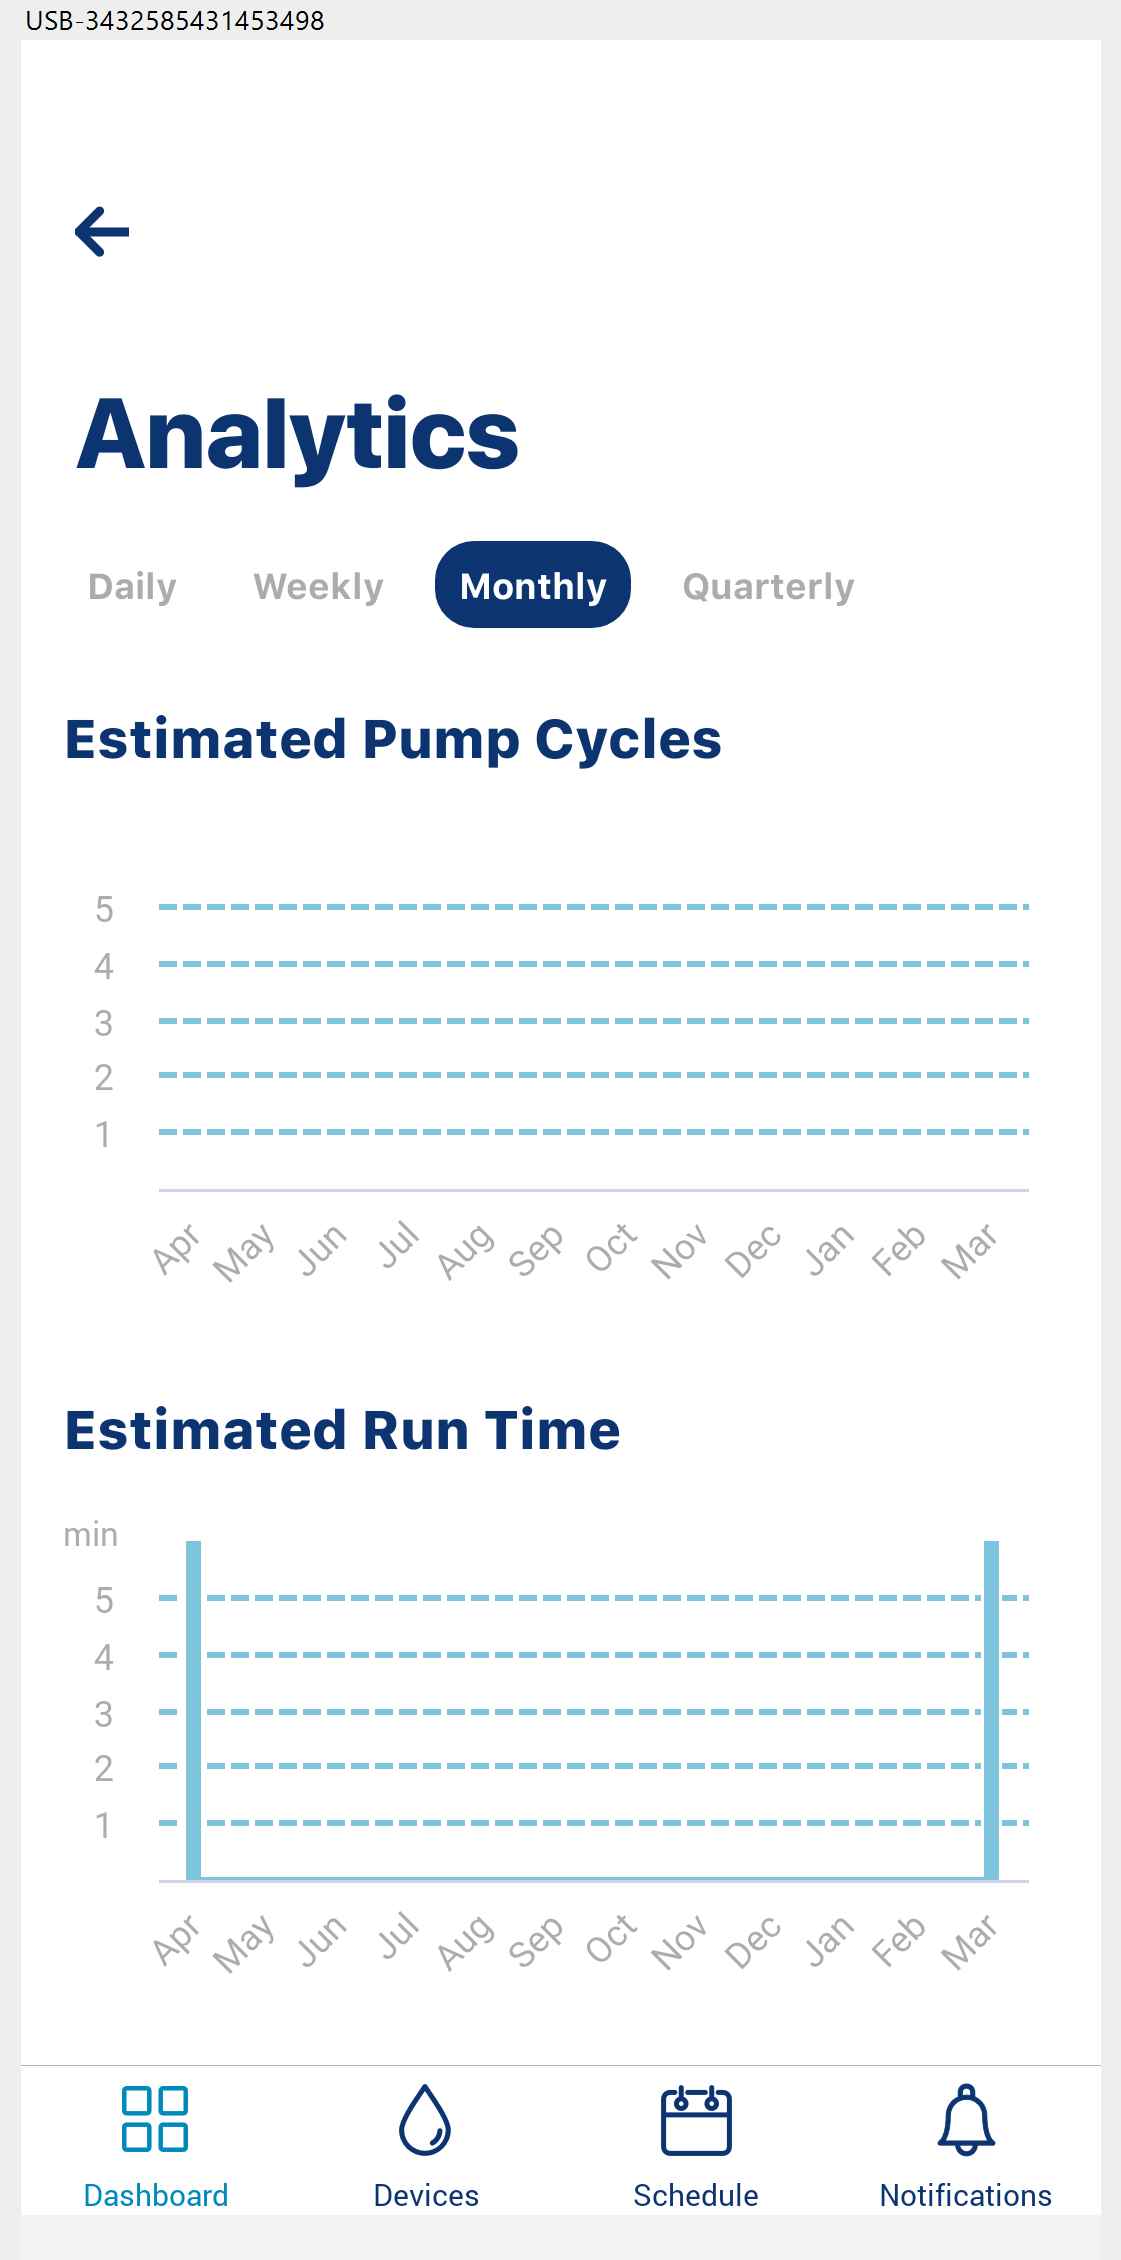 USB-3432585431453498
Analytics
Daily Weekly Monthly Quarterly
Estimated Pump Cycles
5
4
3
2
1
Apr May Jun Jul Aug Sep Oct Nov Dec Jan Feb Mar
Estimated Run Time
min
5
4
3
2
1
Apr May Jun Jul Aug Sep Oct Nov Dec Jan Feb Mar
Dashboard Devices Schedule Notifications